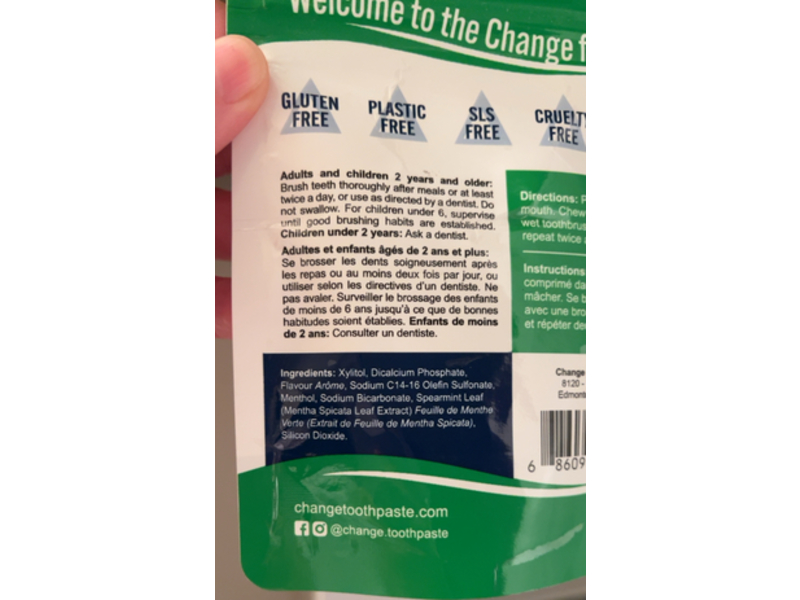 Welcome to the Change f
GLUTEN
FREE
PLASTIC
FREE
SLS
FREE
CRUELTY
FREE
Adults and children 2 years and older:
Brush teeth thoroughly after meals or at least
twice a day, or use as directed by a dentist. Do
not swallow. For children under 6, supervise
until good brushing habits are established.
Children under 2 years: Ask a dentist.
Adultes et enfants âgés de 2 ans et plus:
Se brosser les dents soigneusement après
les repas ou au moins deux fois par jour, ou
utiliser selon les directives d'un dentiste. Ne
pas avaler. Surveiller le brossage des enfants
de moins de 6 ans jusqu'à ce que de bonnes
habitudes soient établies. Enfants de moins
de 2 ans: Consulter un dentiste.
Directions: P
mouth. Chew
wet toothbrus
repeat twice
Instructions
comprimé da
mâcher. Se b
avec une bro
et répéter de
Ingredients: Xylitol, Dicalcium Phosphate,
Flavour Arôme, Sodium C14-16 Olefin Sulfonate,
Menthol, Sodium Bicarbonate, Spearmint Leaf
(Mentha Spicata Leaf Extract) Feuille de Menthe
Verte (Extrait de Feuille de Mentha Spicata),
Silicon Dioxide.
Change
8120 -
Edmont
6 8609
changetoothpaste.com
@change.toothpaste